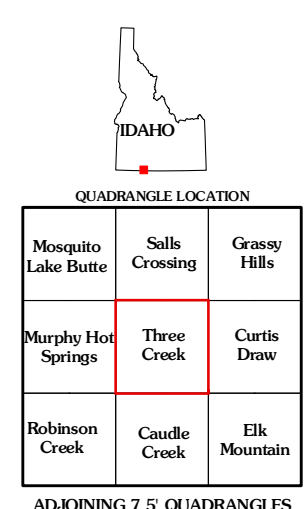 IDAHO
QUADRANGLE LOCATION
Mosquito Lake Butte
Salls Crossing
Grassy Hills
Murphy Hot Springs
Three Creek
Curtis Draw
Robinson Creek
Caudle Creek
Elk Mountain
ADJOINING 7.5' QUADRANGLES